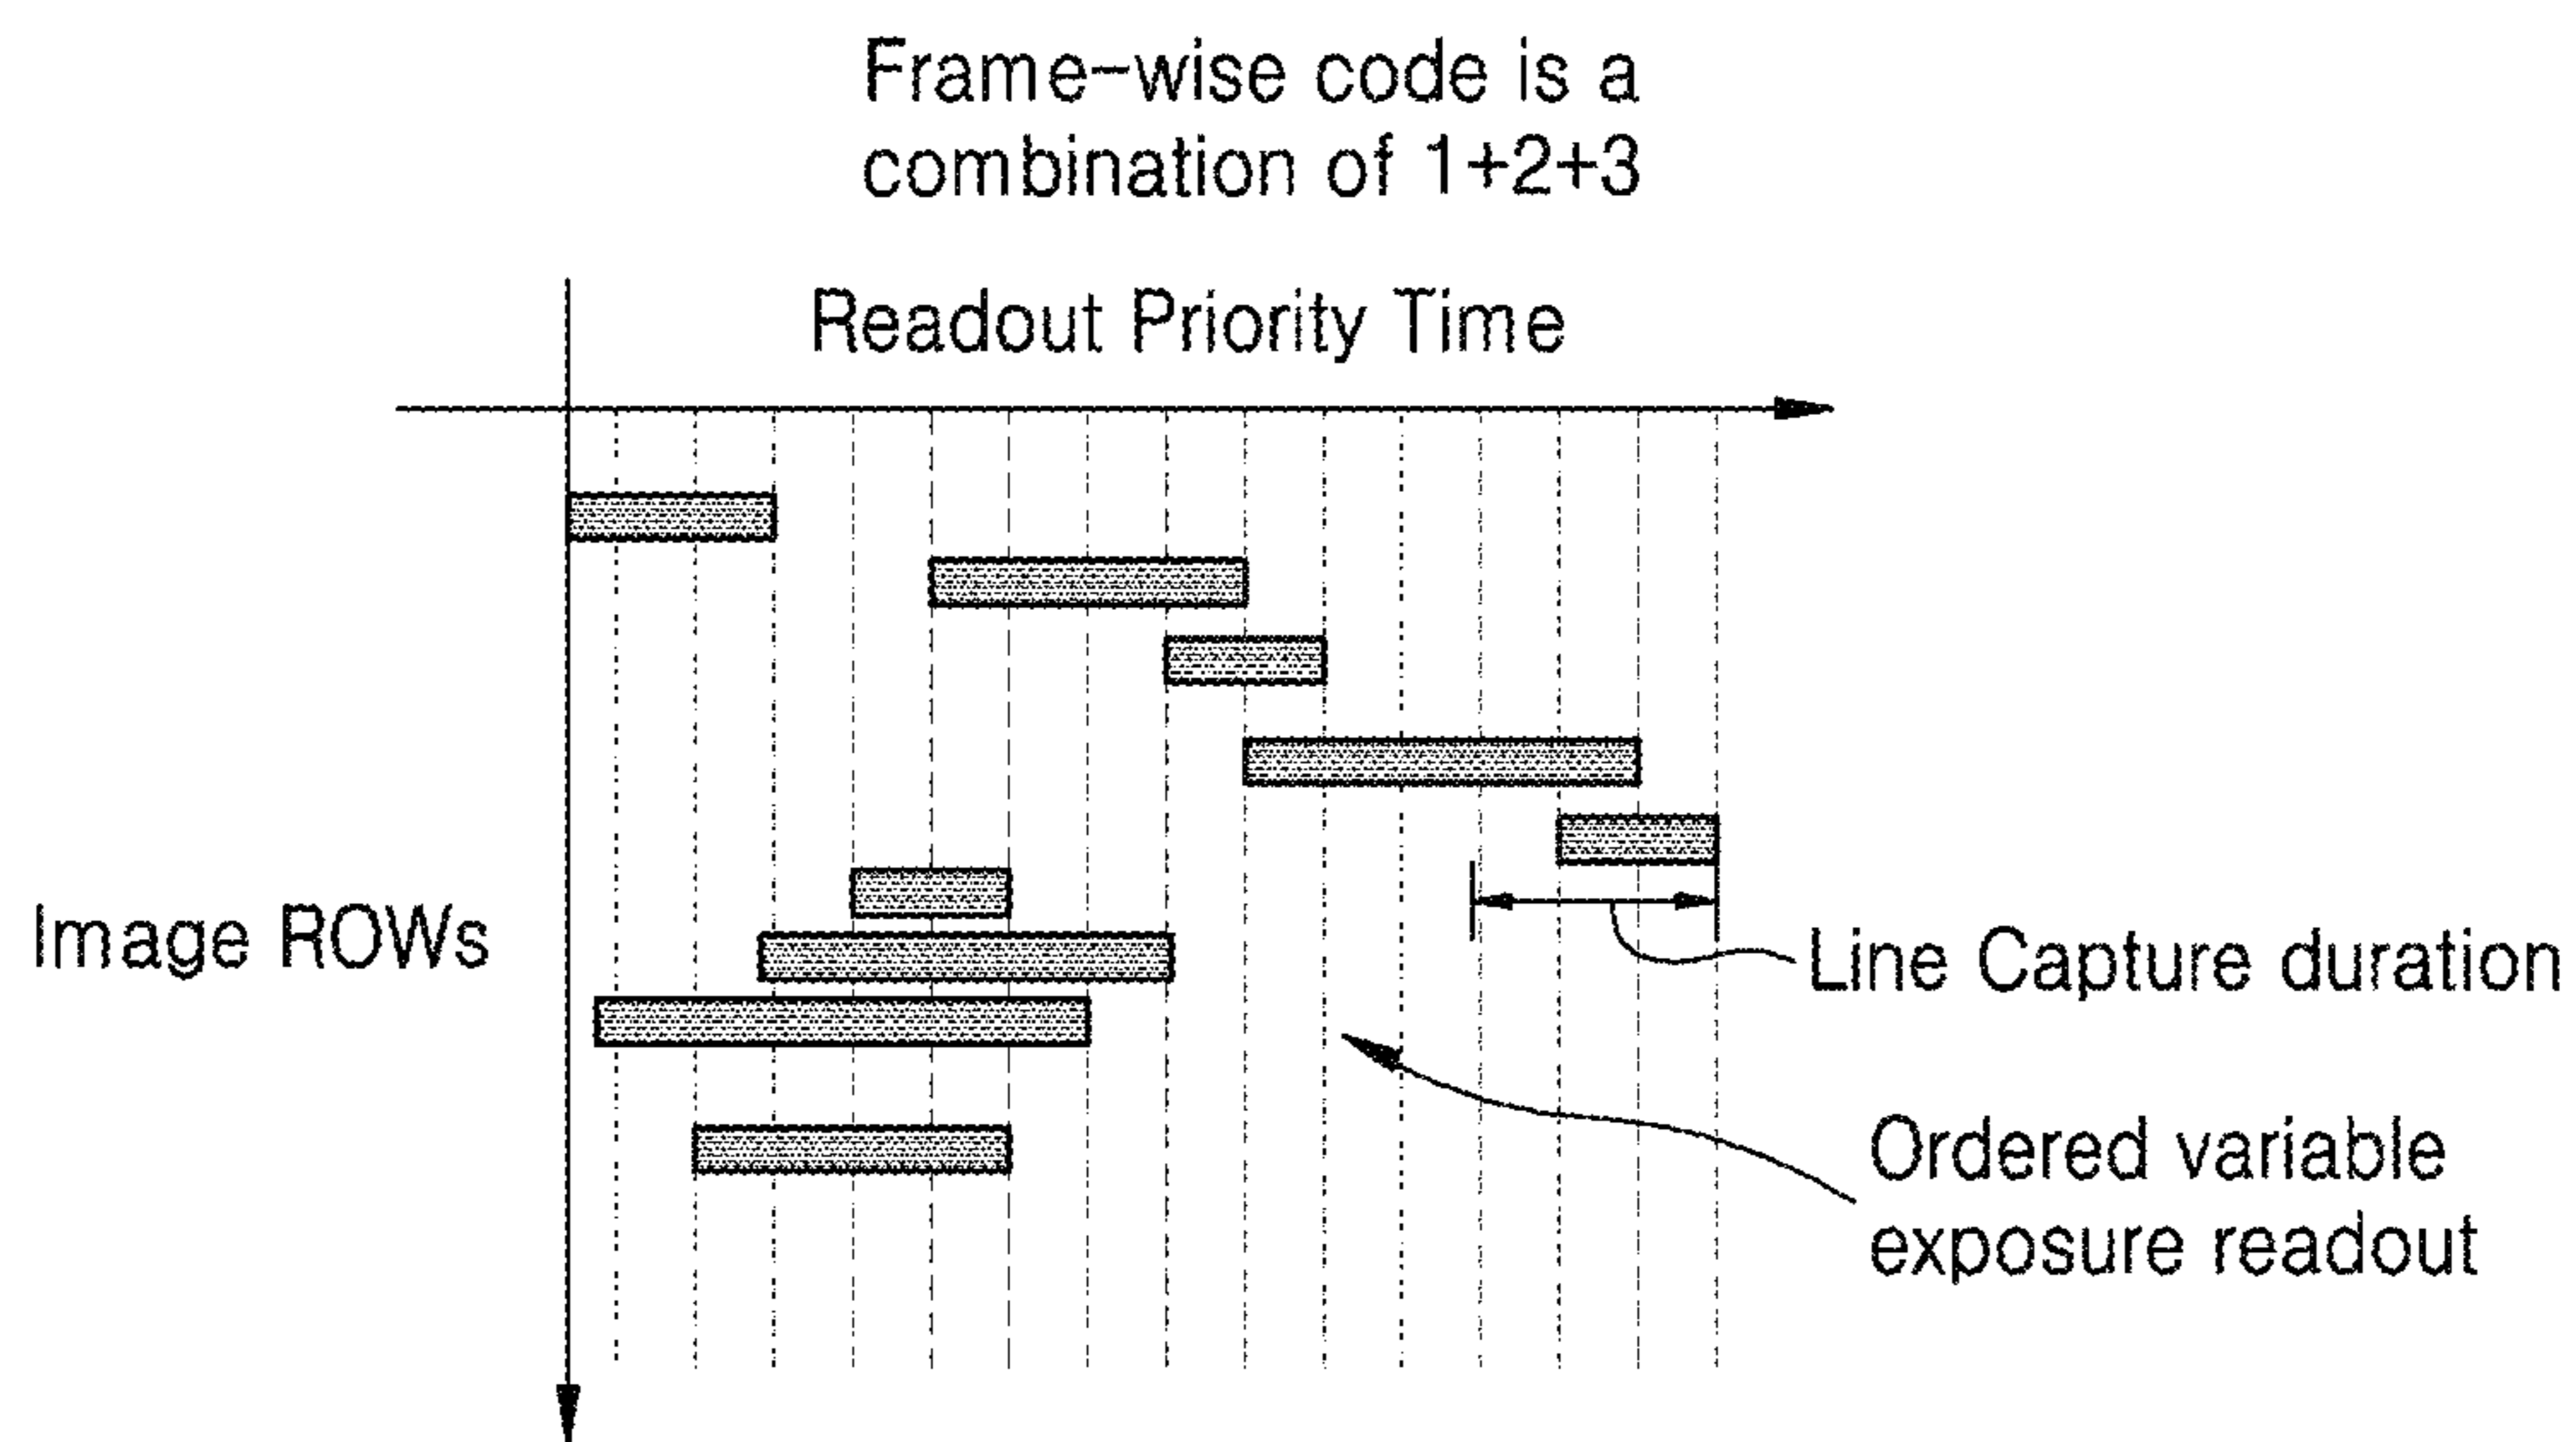 Frame-wise code is a
combination of 1+2+3
Readout Priority Time
Image ROWs
Line Capture duration
Ordered variable
exposure readout